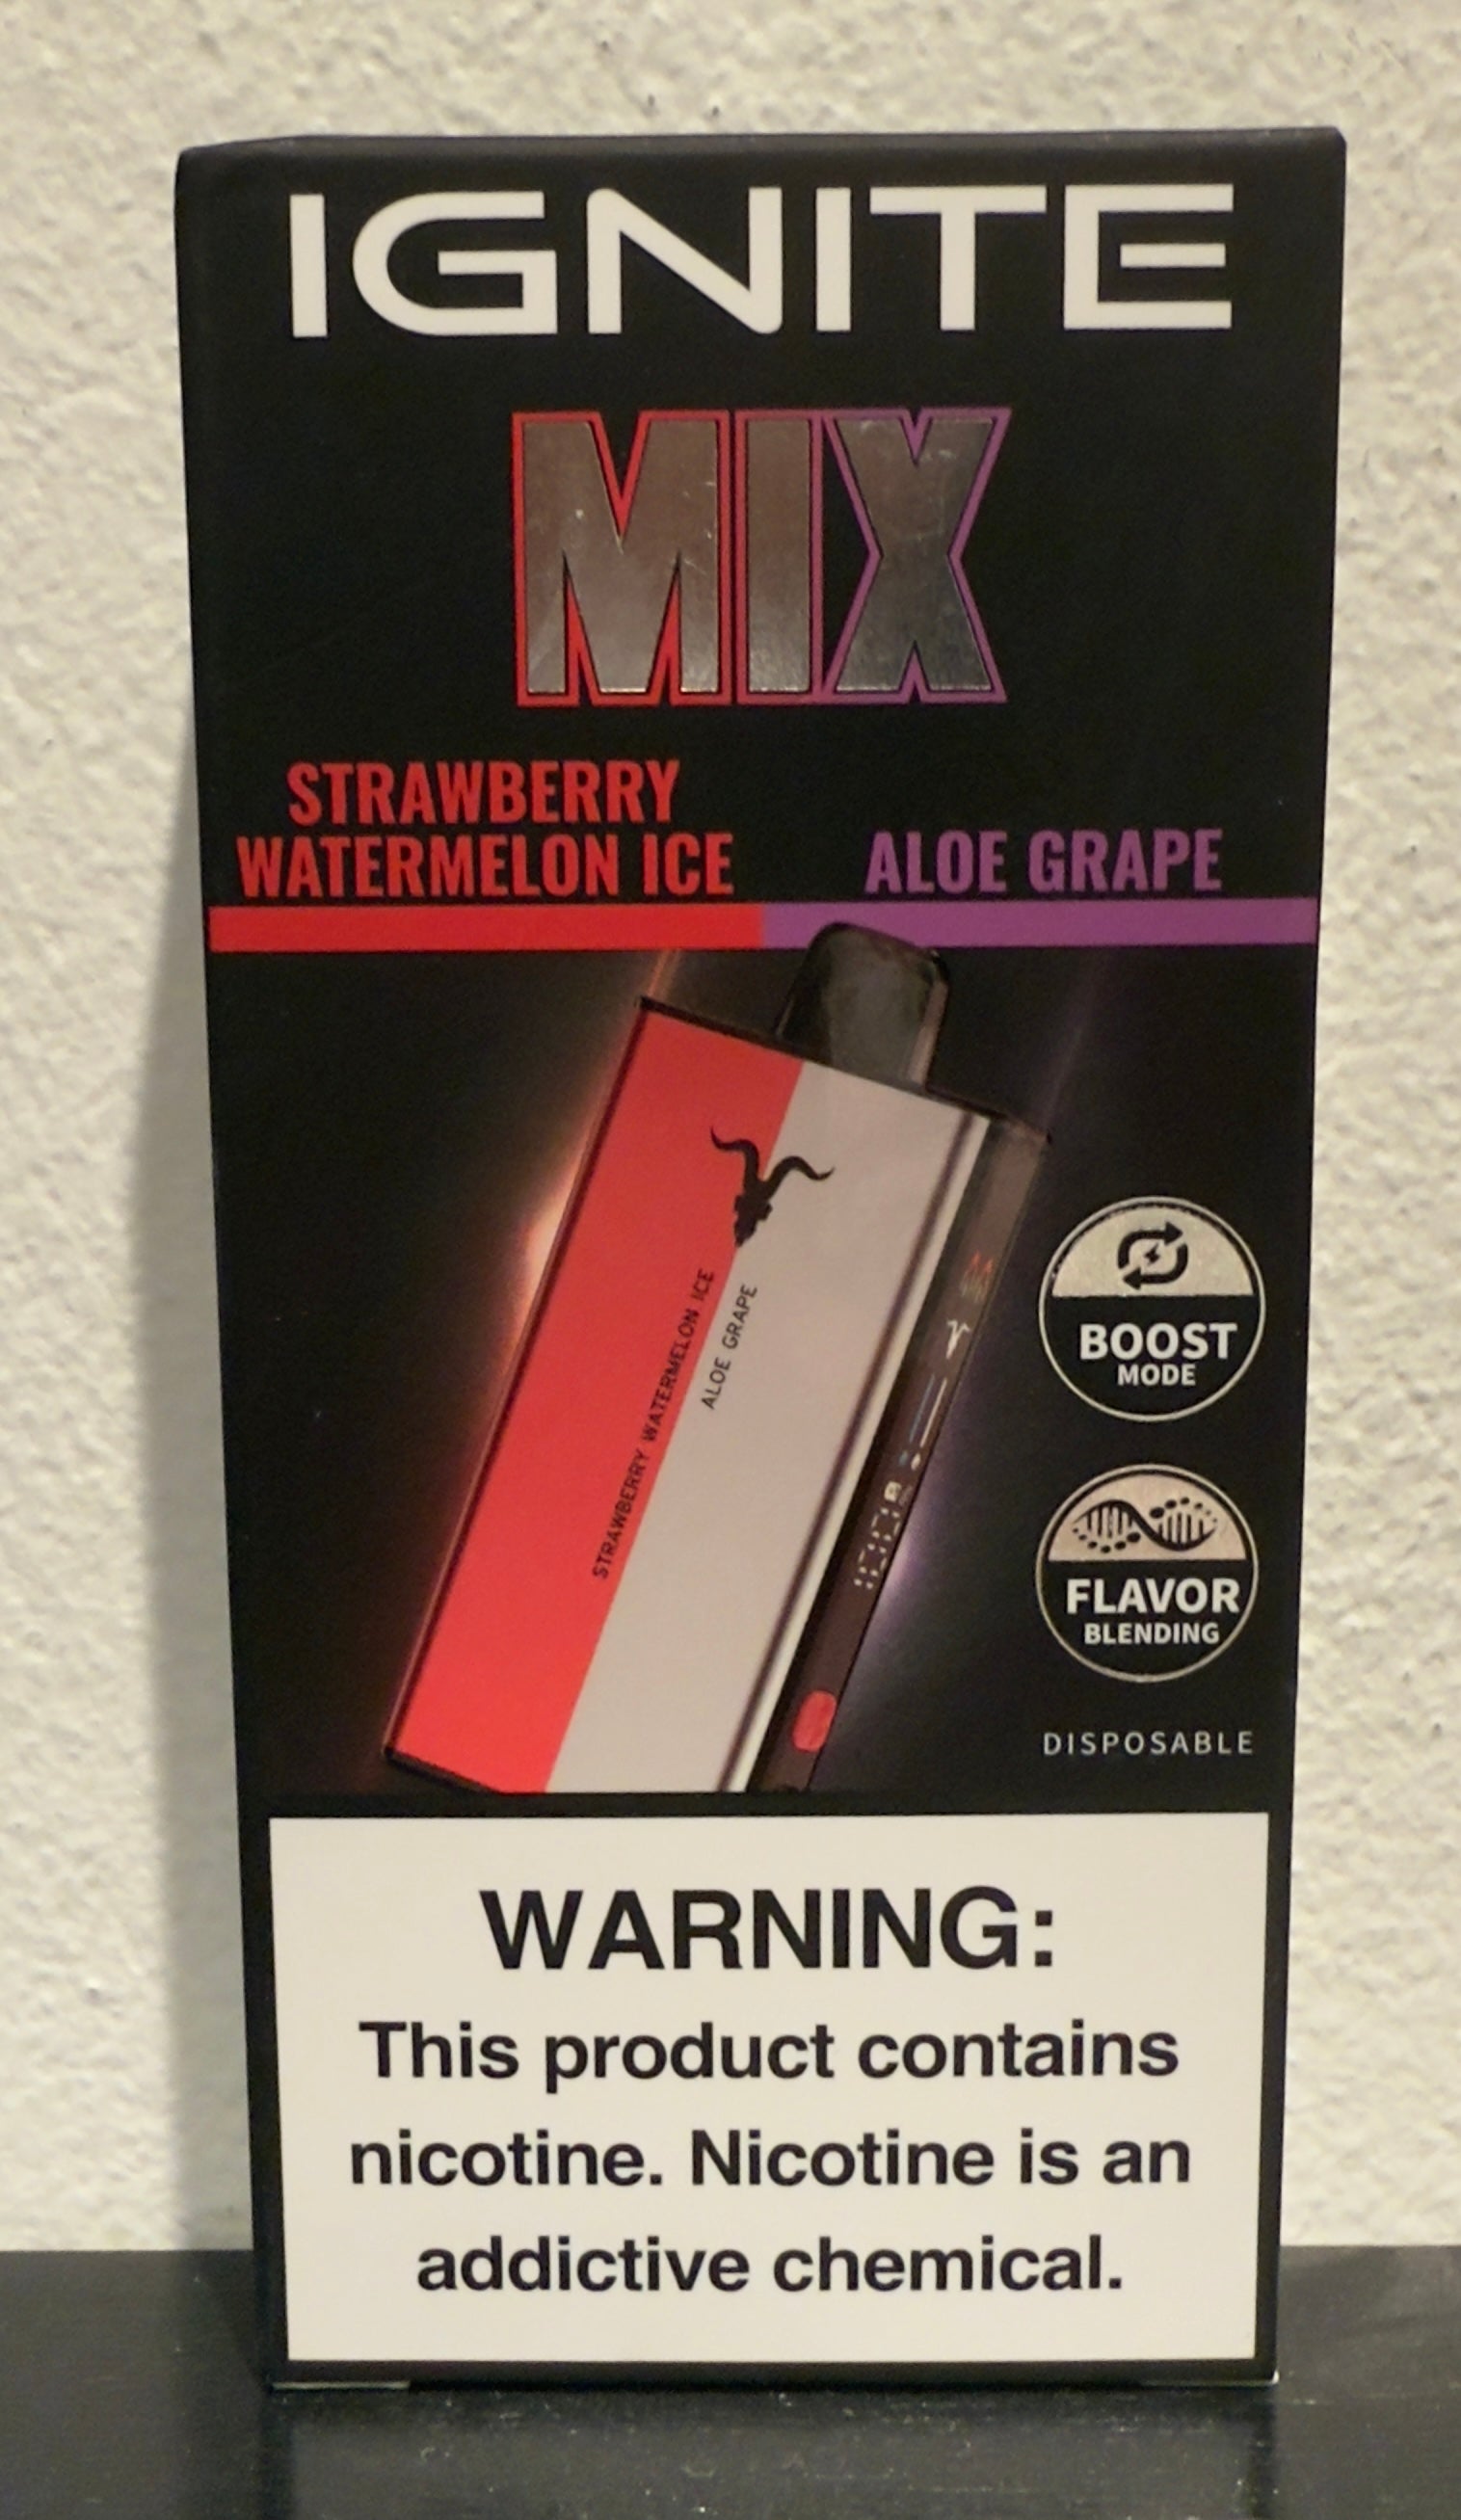 IGNITE
MIX
STRAWBERRY
WATERMELON ICE
ALOE GRAPE
STRAWBERRY WATERMELON ICE
ALOE GRAPE
BOOST
MODE
FLAVOR
BLENDING
DISPOSABLE
WARNING:
This product contains
nicotine. Nicotine is an
addictive chemical.